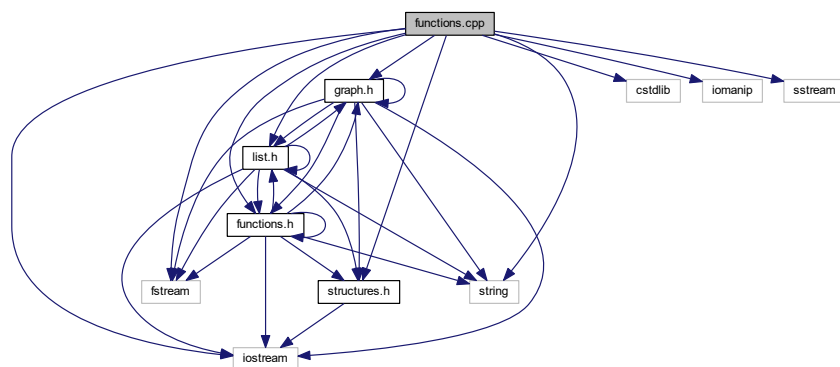 functions.cpp
graph.h
cstdlib
iomanip
sstream
list.h
functions.h
fstream
structures.h
string
iostream